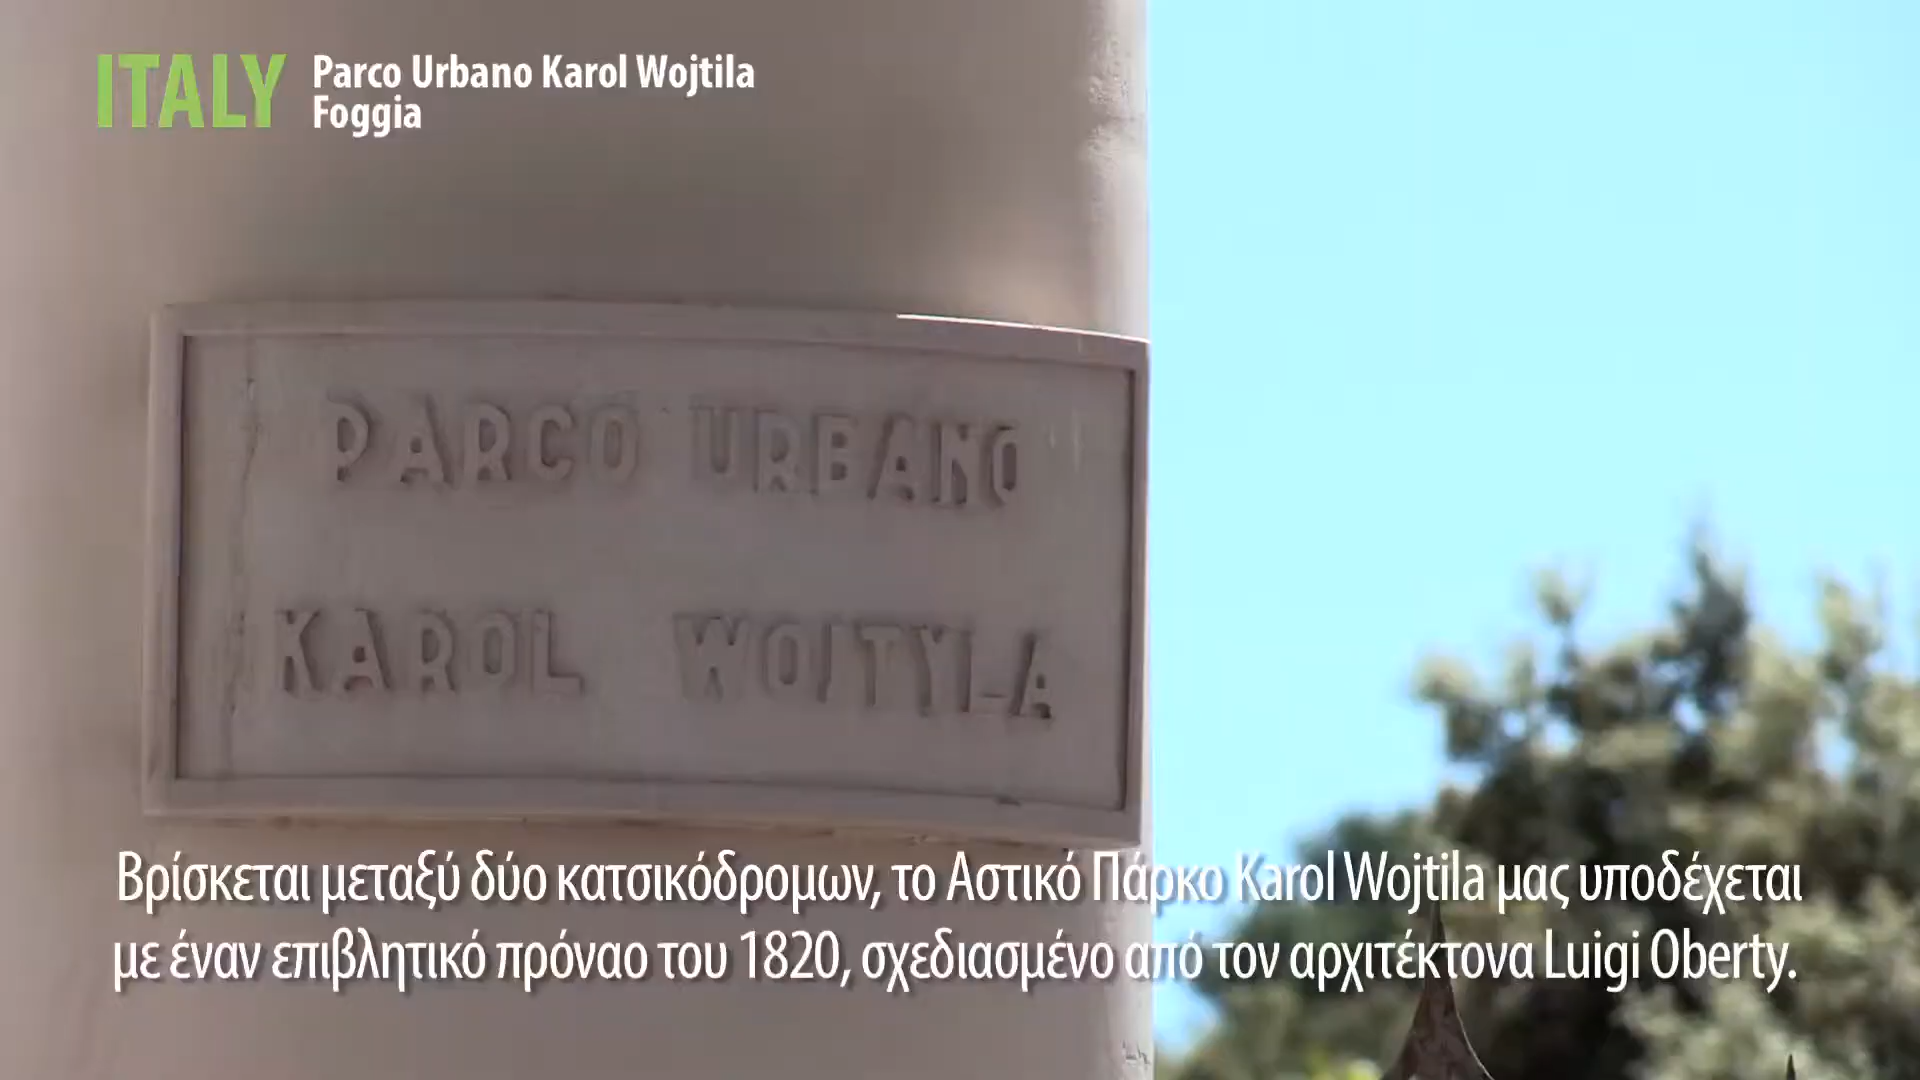 ITALY
Parco Urbano Karol Wojtila
Foggia
PARCO URBANO
KAROL WOJTYLA
Βρίσκεται μεταξύ δύο κατσικόδρομων, το Αστικό Πάρκο Karol Wojtila μας υποδέχεται
με έναν επιβλητικό πρόναο του 1820, σχεδιασμένο από τον αρχιτέκτονα Luigi Oberty.